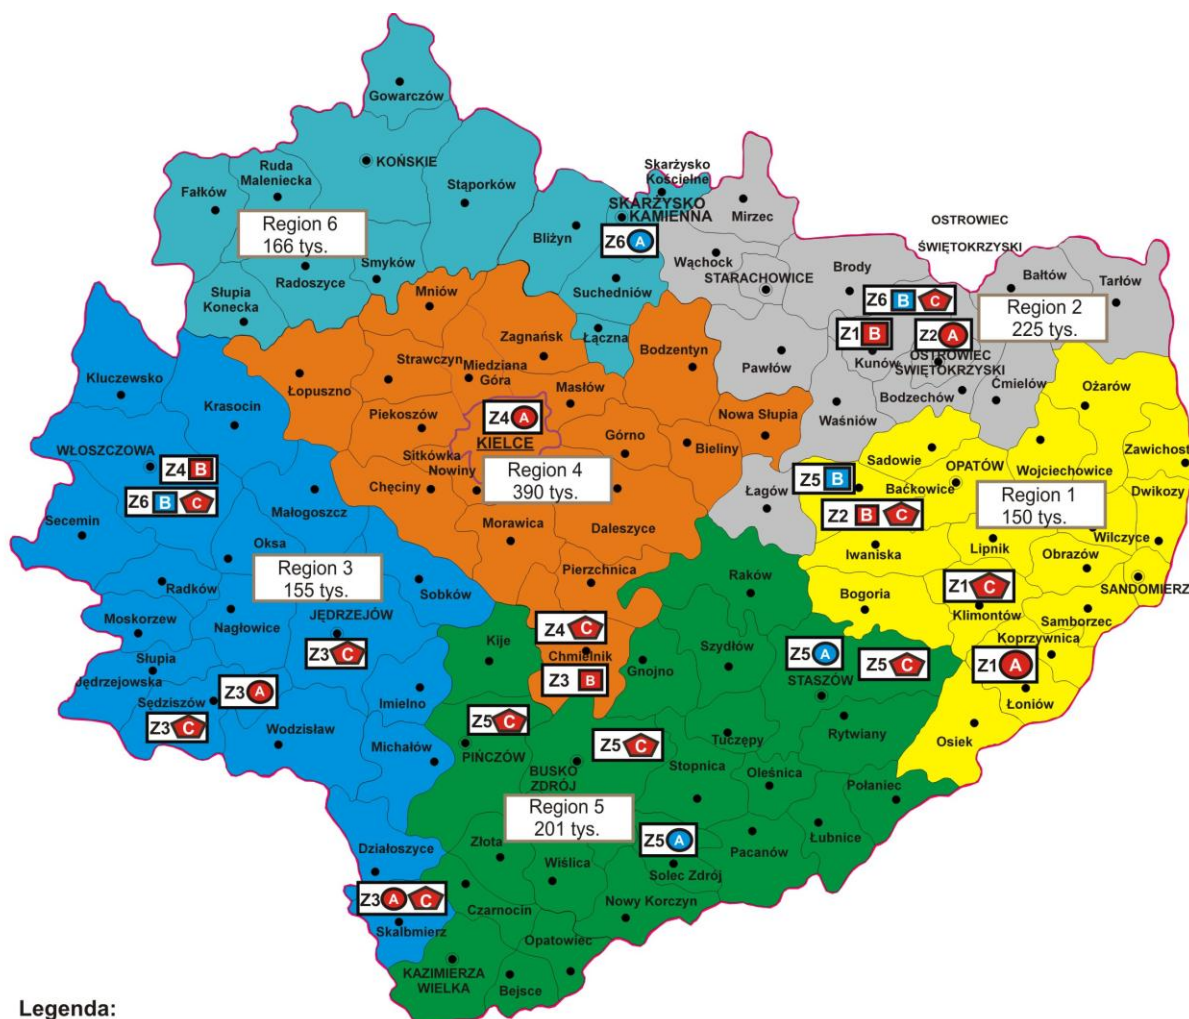 Gowarczów
KOŃSKIE
Ruda
Maleniecka
Fałków
Stąporków
Region 6
166 tys.
Radoszyce
Smyków
Słupia
Konecka
Skarżysko
Kościelne
SKARŻYSKO
KAMIENNA
Bliżyn
Z6 A
Suchedniów
Łączna
Mirzec
Wąchock
STARACHOWICE
OSTROWIEC
ŚWIĘTOKRZYSKI
Brody
Bałtów
Tarłów
Z6 B C
Region 2
225 tys.
Z1 B
Z2 A
Kunów
OSTROWIEC
ŚWIĘTOKRZYSKI
Pawłów
Bodzechów
Ćmielów
Waśniów
Łagów
Mniów
Zagnańsk
Strawczyn
Miedziana
Góra
Bodzentyn
Łopuszno
Masłów
Piekoszów
Z4 A
KIELCE
Nowa Słupia
Górno
Bieliny
Sitkówka
Nowiny
Region 4
390 tys.
Chęciny
Morawica
Daleszyce
Pierzchnica
Z4 C
Chmielnik
Z3 B
Kluczewsko
Krasocin
WŁOSZCZOWA
Z4 B
Z6 B C
Małogoszcz
Secemin
Oksa
Region 3
155 tys.
Radków
Sobków
Moskorzew
Nagłowice
JĘDRZEJÓW
Z3 C
Słupia
Jędrzejowska
Sędziszów
Z3 A
Z3 C
Imielno
Wodzisław
Michałów
Działoszyce
Z3 A C
Skalbmierz
Ożarów
Sadowie
OPATÓW
Wojciechowice
Zawichost
Z5 B
Baćkowice
Region 1
150 tys.
Dwikozy
Z2 B C
Iwaniska
Lipnik
Wilczyce
Obrazów
Bogoria
Z1 C
SANDOMIERZ
Klimontów
Samborzec
Koprzywnica
Z1 A
Łoniów
Osiek
Raków
Kije
Szydłów
Gnojno
Z5 A
Z5 C
STASZÓW
Z5 C
PIŃCZÓW
Z5 C
Tuczępy
Rytwiany
BUSKO
ZDRÓJ
Stopnica
Oleśnica
Połaniec
Region 5
201 tys.
Łubnice
Złota
Z5 A
Pacanów
Wiślica
Solec Zdrój
Czarnocin
Nowy Korczyn
Opatowiec
KAZIMIERZA
WIELKA
Bejsce
Legenda: